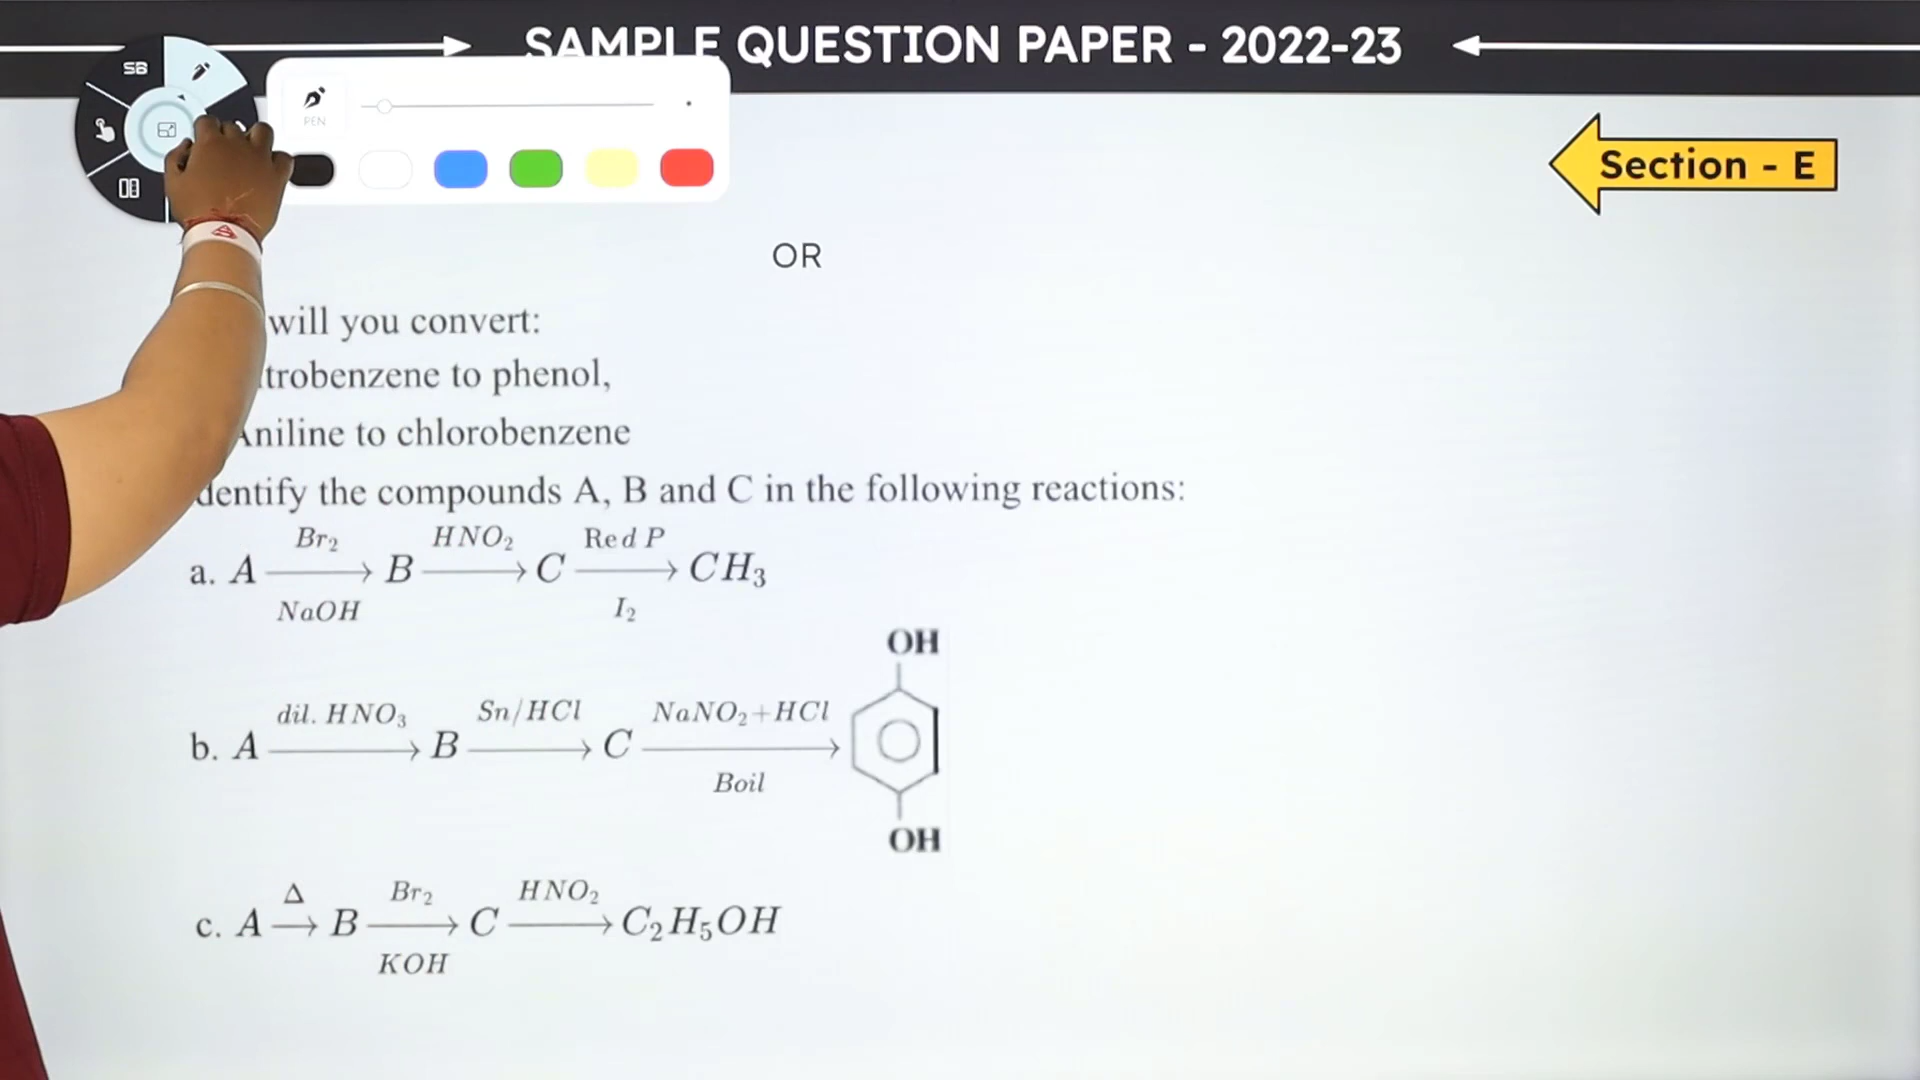 SAMPLE QUESTION PAPER - 2022-23
SB
PEN
Section - E
OR
will you convert:
trobenzene to phenol,
niline to chlorobenzene
dentify the compounds A, B and C in the following reactions:
a. A Br₂ NaOH → B HNO₂ → C Red P I₂ → CH₃
b. A dil. HNO₃ → B Sn/HCl → C NaNO₂+HCl Boil → OH OH
c. A Δ → B Br₂ KOH → C HNO₂ → C₂H₅OH